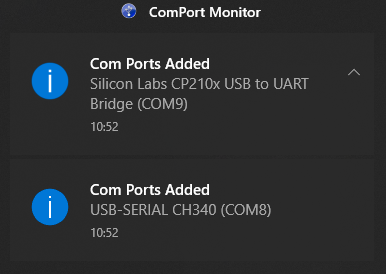 ComPort Monitor
Com Ports Added
Silicon Labs CP210x USB to UART
Bridge (COM9)
10:52
Com Ports Added
USB-SERIAL CH340 (COM8)
10:52